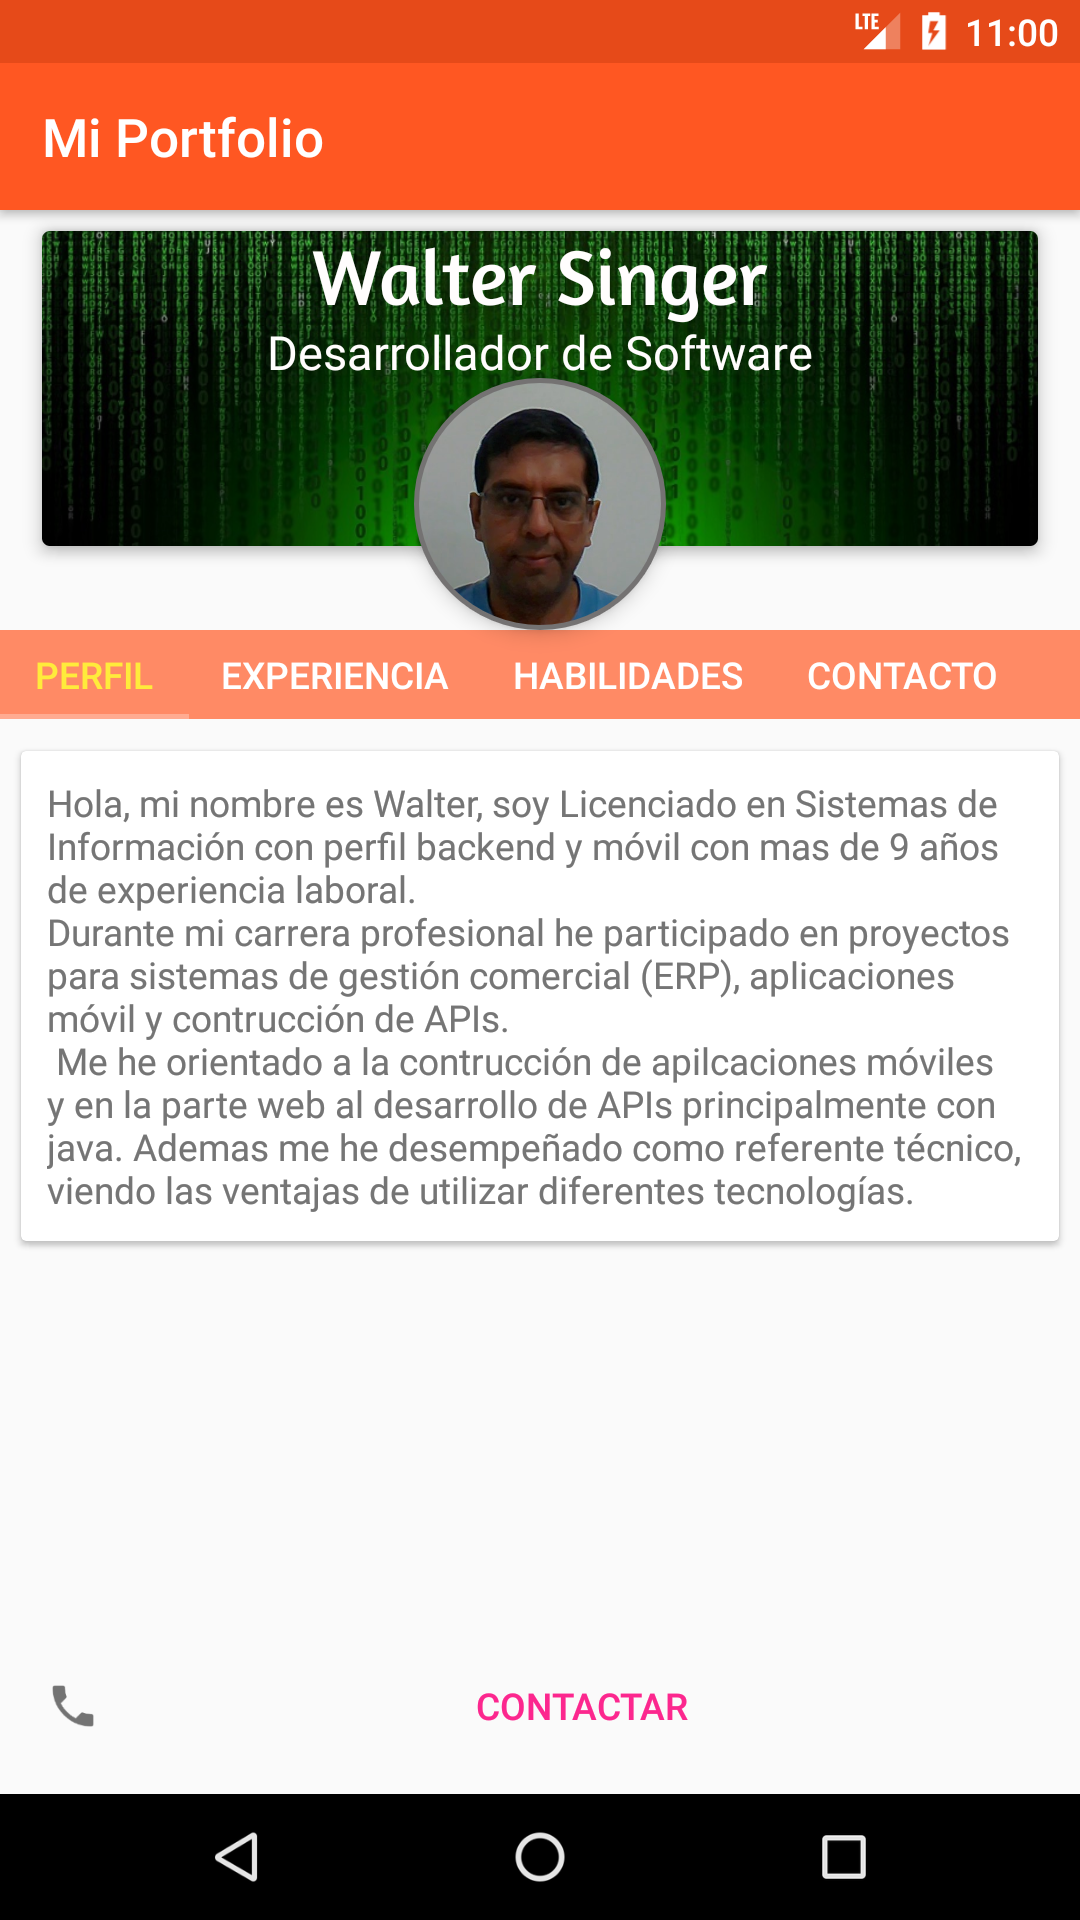 LTE 11:00
Mi Portfolio
Walter Singer
Desarrollador de Software
PERFIL EXPERIENCIA HABILIDADES CONTACTO
Hola, mi nombre es Walter, soy Licenciado en Sistemas de
Información con perfil backend y móvil con mas de 9 años
de experiencia laboral.
Durante mi carrera profesional he participado en proyectos
para sistemas de gestión comercial (ERP), aplicaciones
móvil y contrucción de APIs.
Me he orientado a la contrucción de apilcaciones móviles
y en la parte web al desarrollo de APIs principalmente con
java. Ademas me he desempeñado como referente técnico,
viendo las ventajas de utilizar diferentes tecnologías.
CONTACTAR